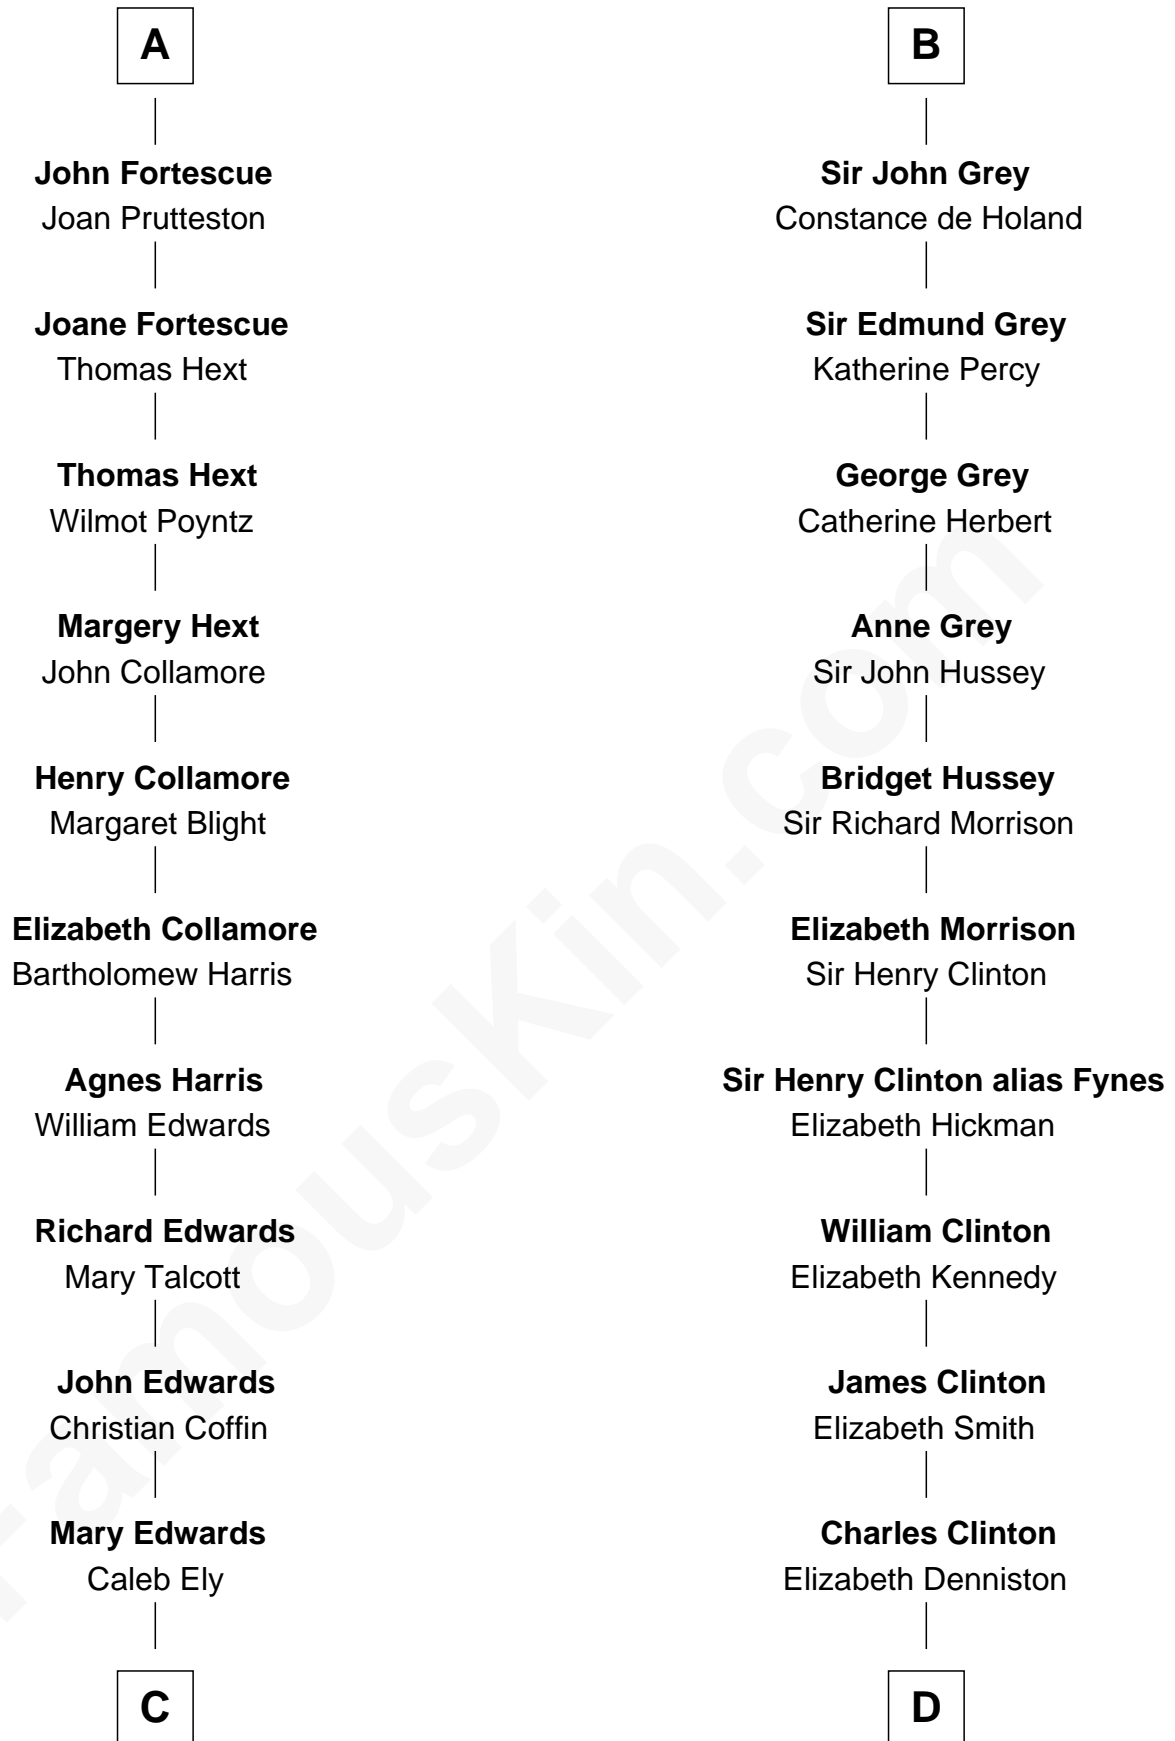 A
John Fortescue
Joan Prutteston
Joane Fortescue
Thomas Hext
Thomas Hext
Wilmot Poyntz
Margery Hext
John Collamore
Henry Collamore
Margaret Blight
Elizabeth Collamore
Bartholomew Harris
Agnes Harris
William Edwards
Richard Edwards
Mary Talcott
John Edwards
Christian Coffin
Mary Edwards
Caleb Ely
C
B
Sir John Grey
Constance de Holand
Sir Edmund Grey
Katherine Percy
George Grey
Catherine Herbert
Anne Grey
Sir John Hussey
Bridget Hussey
Sir Richard Morrison
Elizabeth Morrison
Sir Henry Clinton
Sir Henry Clinton alias Fynes
Elizabeth Hickman
William Clinton
Elizabeth Kennedy
James Clinton
Elizabeth Smith
Charles Clinton
Elizabeth Denniston
D
FamousKin.com